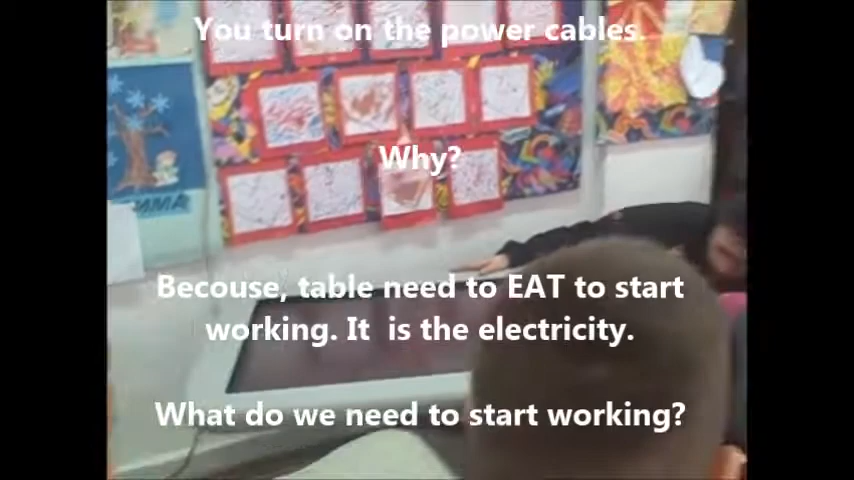 You turn on the power cables.
Why?
Becouse, table need to EAT to start
working. It is the electricity.
What do we need to start working?
EMMA